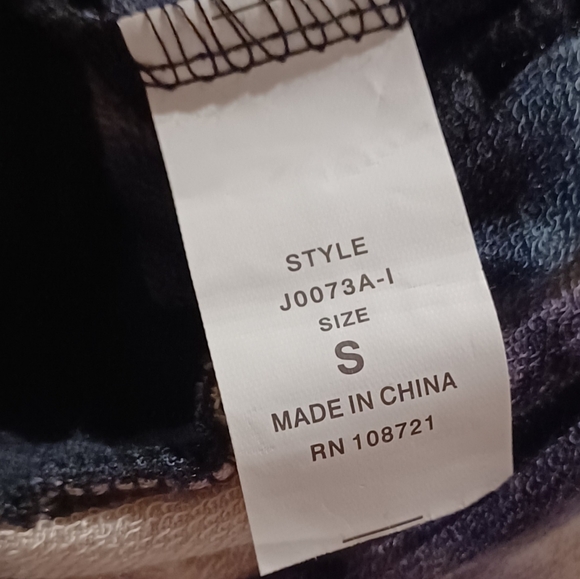 STYLE
J0073A-I
SIZE
S
MADE IN CHINA
RN 108721